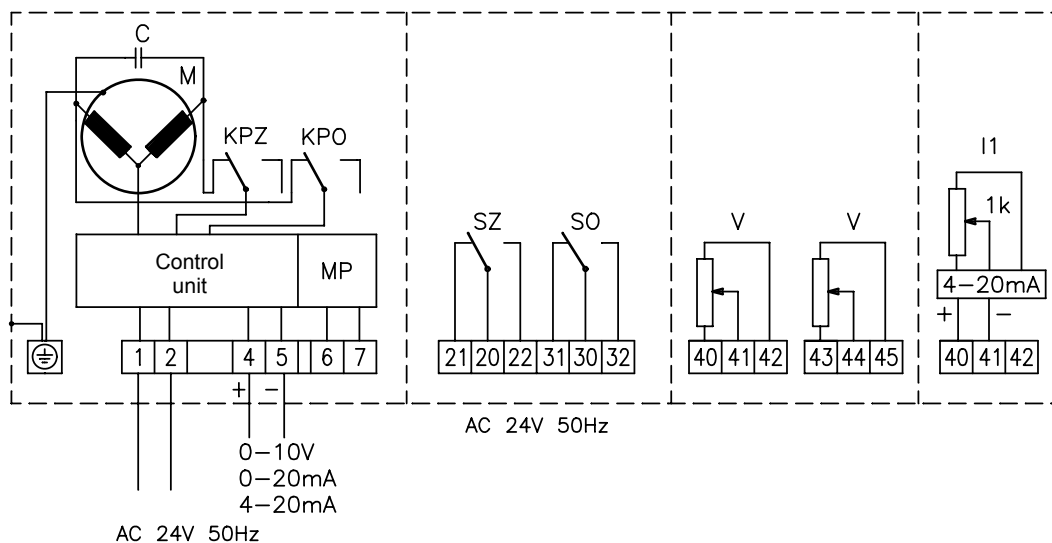 C
M
KPZ KPO
I1
1k
SZ SO
V V
Control
unit
MP
4-20mA
+ -
1 2 4 5 6 7
21 20 22 31 30 32
40 41 42
43 44 45
40 41 42
+ -
AC 24V 50Hz
0-10V
0-20mA
4-20mA
AC 24V 50Hz